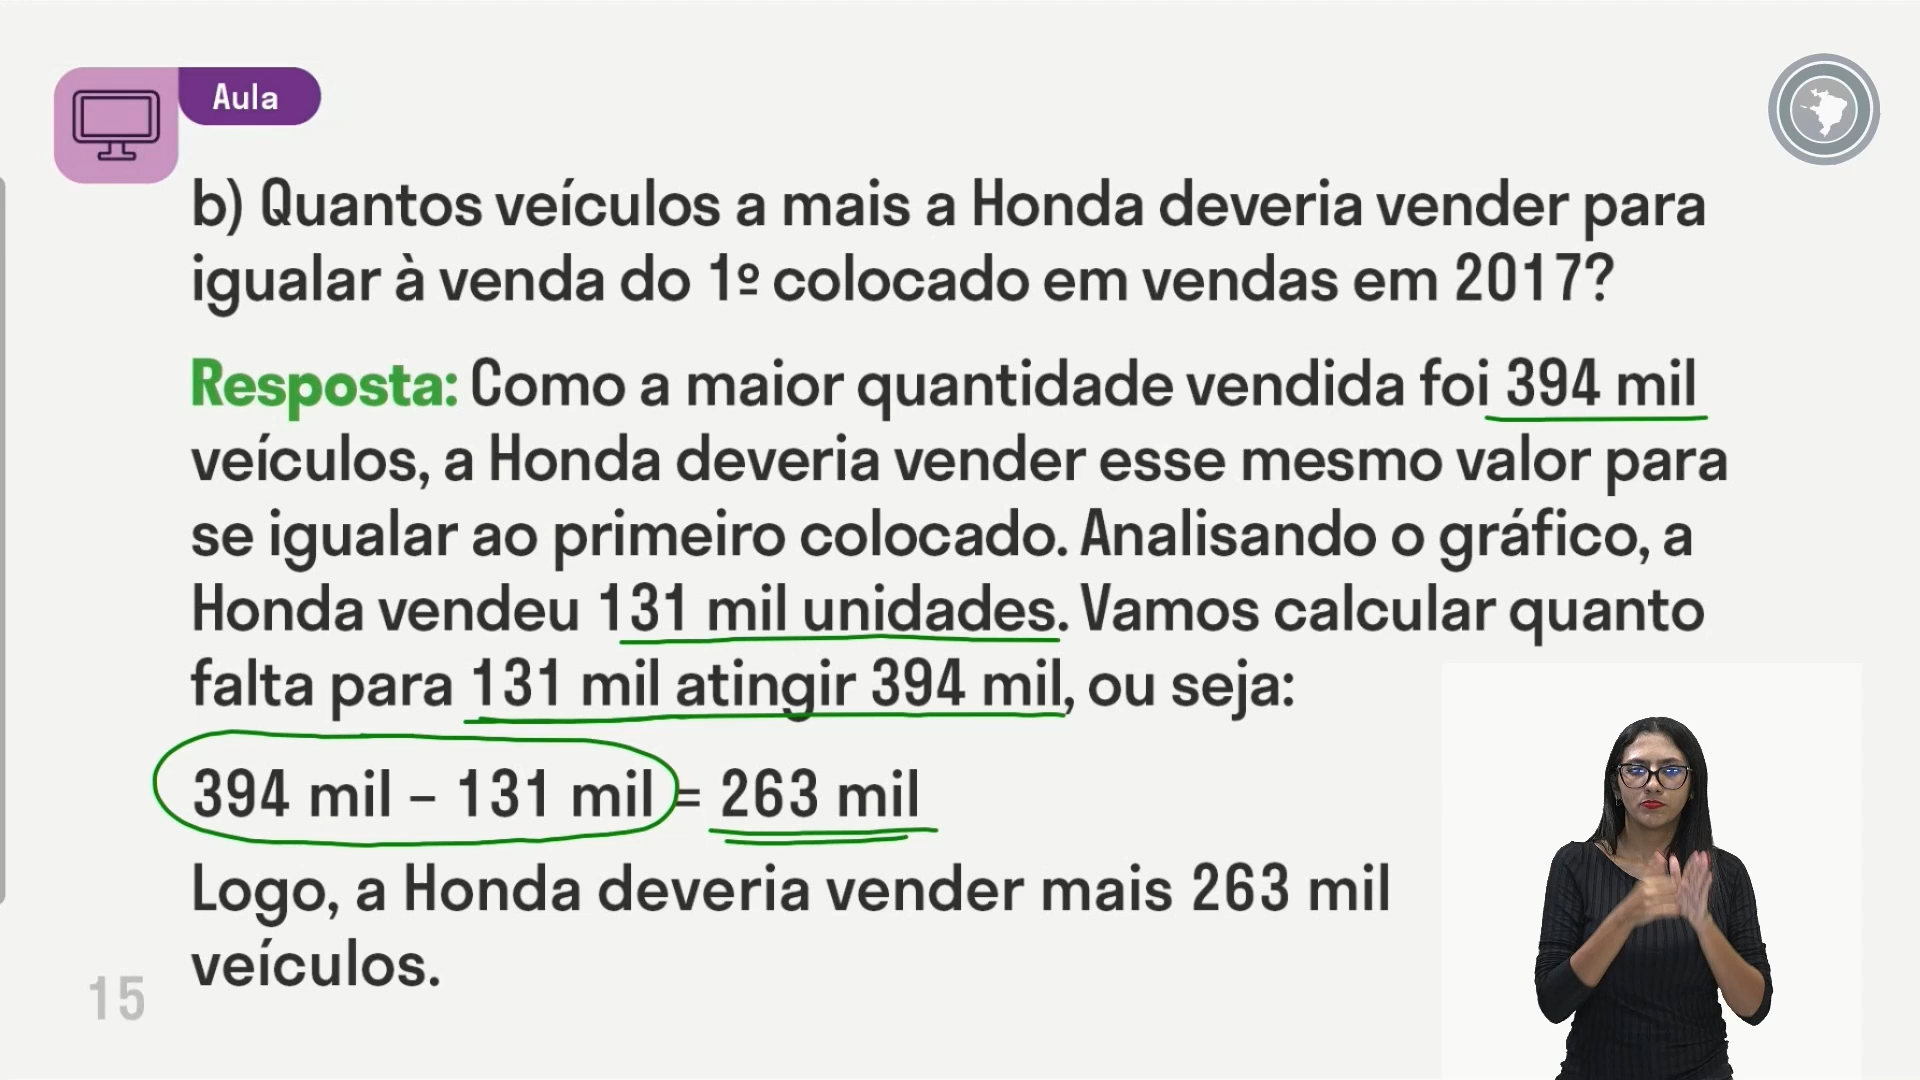 Aula
b) Quantos veículos a mais a Honda deveria vender para
igualar à venda do 1º colocado em vendas em 2017?
Resposta: Como a maior quantidade vendida foi 394 mil
veículos, a Honda deveria vender esse mesmo valor para
se igualar ao primeiro colocado. Analisando o gráfico, a
Honda vendeu 131 mil unidades. Vamos calcular quanto
falta para 131 mil atingir 394 mil, ou seja:
394 mil – 131 mil = 263 mil
Logo, a Honda deveria vender mais 263 mil
veículos.
15